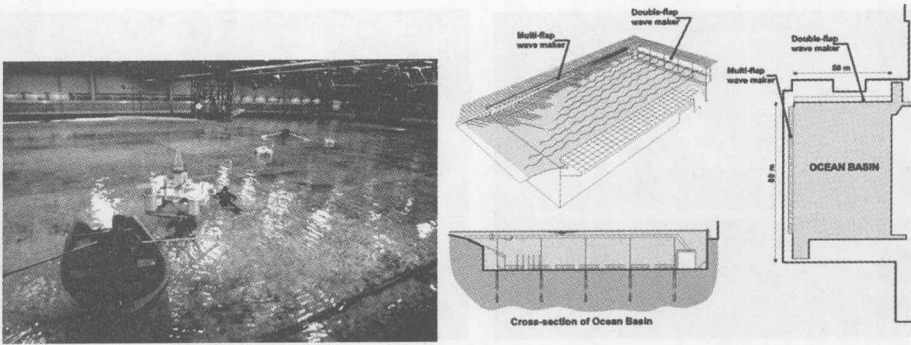 Double-flap
wave maker
Multi-flap
wave maker
Double-flap
wave maker
50 m
Multi-flap
wave maker
80 m
OCEAN BASIN
Cross-section of Ocean Basin